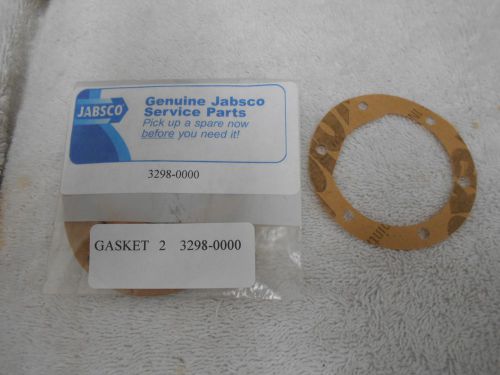 JABSCO
Genuine Jabsco
Service Parts
Pick up a spare now
before you need it!
3298-0000
GASKET 2 3298-0000